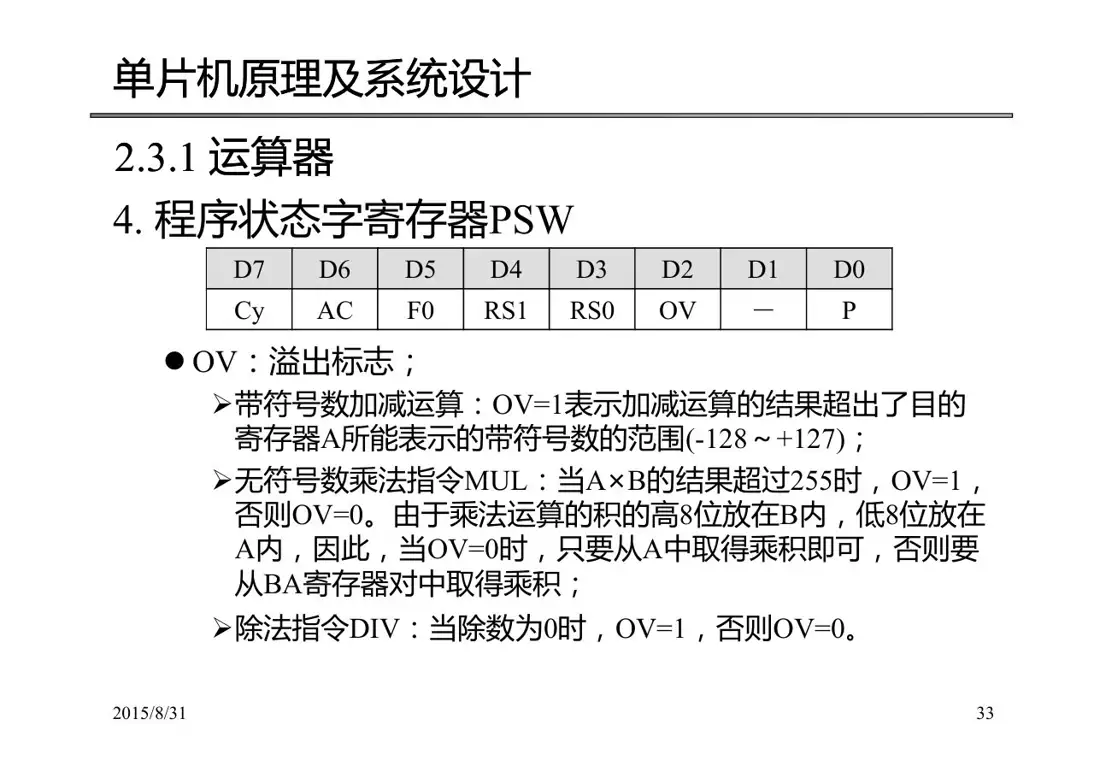 单片机原理及系统设计
2.3.1 运算器
4. 程序状态字寄存器PSW
D7 D6 D5 D4 D3 D2 D1 D0
Cy AC F0 RS1 RS0 OV － P
●OV：溢出标志；
➢带符号数加减运算：OV=1表示加减运算的结果超出了目的
寄存器A所能表示的带符号数的范围(-128～+127)；
➢无符号数乘法指令MUL：当A×B的结果超过255时，OV=1，
否则OV=0。由于乘法运算的积的高8位放在B内，低8位放在
A内，因此，当OV=0时，只要从A中取得乘积即可，否则要
从BA寄存器对中取得乘积；
➢除法指令DIV：当除数为0时，OV=1，否则OV=0。
2015/8/31 33